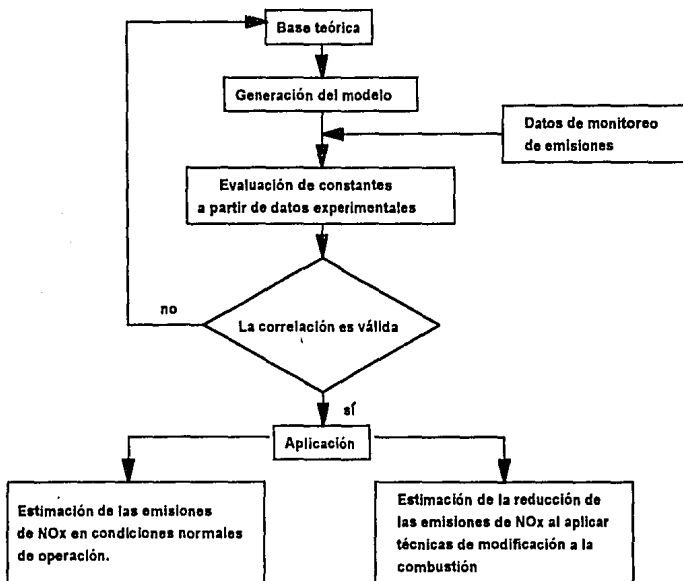 Base teórica
Generación del modelo
Datos de monitoreo
de emisiones
Evaluación de constantes
a partir de datos experimentales
no
La correlación es válida
sí
Aplicación
Estimación de las emisiones
de NOx en condiciones normales
de operación.
Estimación de la reducción de
las emisiones de NOx al aplicar
técnicas de modificación a la
combustión